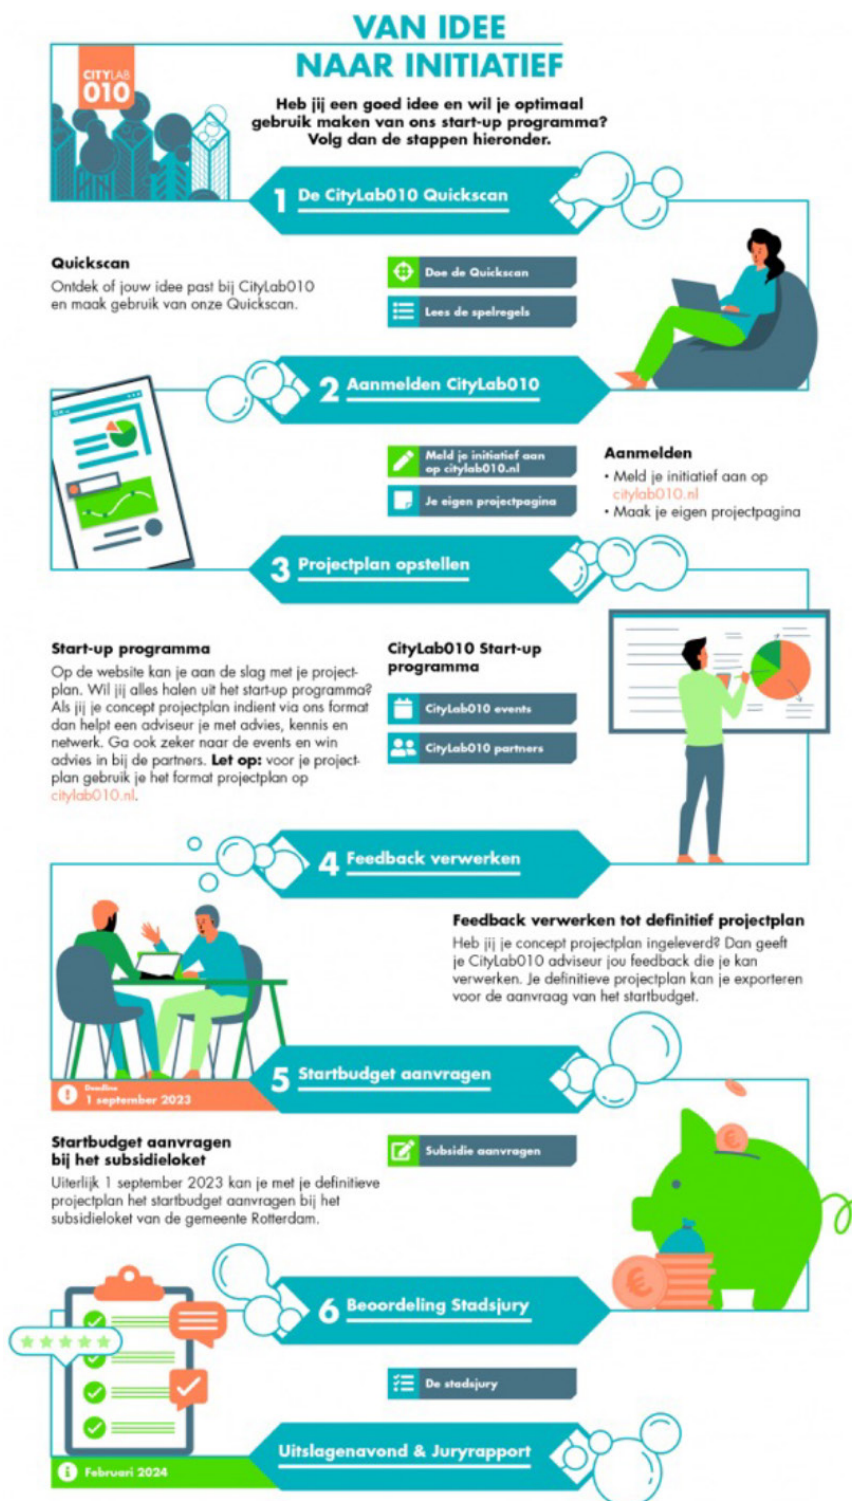 VAN IDEE
NAAR INITIATIEF
CITYLAB
010
Heb jij een goed idee en wil je optimaal
gebruik maken van ons start-up programma?
Volg dan de stappen hieronder.
1 De CityLab010 Quickscan
Quickscan
Ontdek of jouw idee past bij CityLab010
en maak gebruik van onze Quickscan.
Doe de Quickscan
Lees de spelregels
2 Aanmelden CityLab010
Meld je initiatief aan
op citylab010.nl
Je eigen projectpagina
Aanmelden
• Meld je initiatief aan op
citylab010.nl
• Maak je eigen projectpagina
3 Projectplan opstellen
Start-up programma
Op de website kan je aan de slag met je project-
plan. Wil jij alles halen uit het start-up programma?
Als jij je concept projectplan indient via ons format
dan helpt een adviseur je met advies, kennis en
netwerk. Ga ook zeker naar de events en win
advies in bij de partners. Let op: voor je project-
plan gebruik je het format projectplan op
citylab010.nl.
CityLab010 Start-up
programma
CityLab010 events
CityLab010 partners
4 Feedback verwerken
Feedback verwerken tot definitief projectplan
Heb jij je concept projectplan ingeleverd? Dan geeft
je CityLab010 adviseur jou feedback die je kan
verwerken. Je definitieve projectplan kan je exporteren
voor de aanvraag van het startbudget.
5 Startbudget aanvragen
Deadline
1 september 2023
Startbudget aanvragen
bij het subsidieloket
Uiterlijk 1 september 2023 kan je met je definitieve
projectplan het startbudget aanvragen bij het
subsidieloket van de gemeente Rotterdam.
Subsidie aanvragen
6 Beoordeling Stadsjury
De stadsjury
Uitslagenavond & Juryrapport
Februari 2024